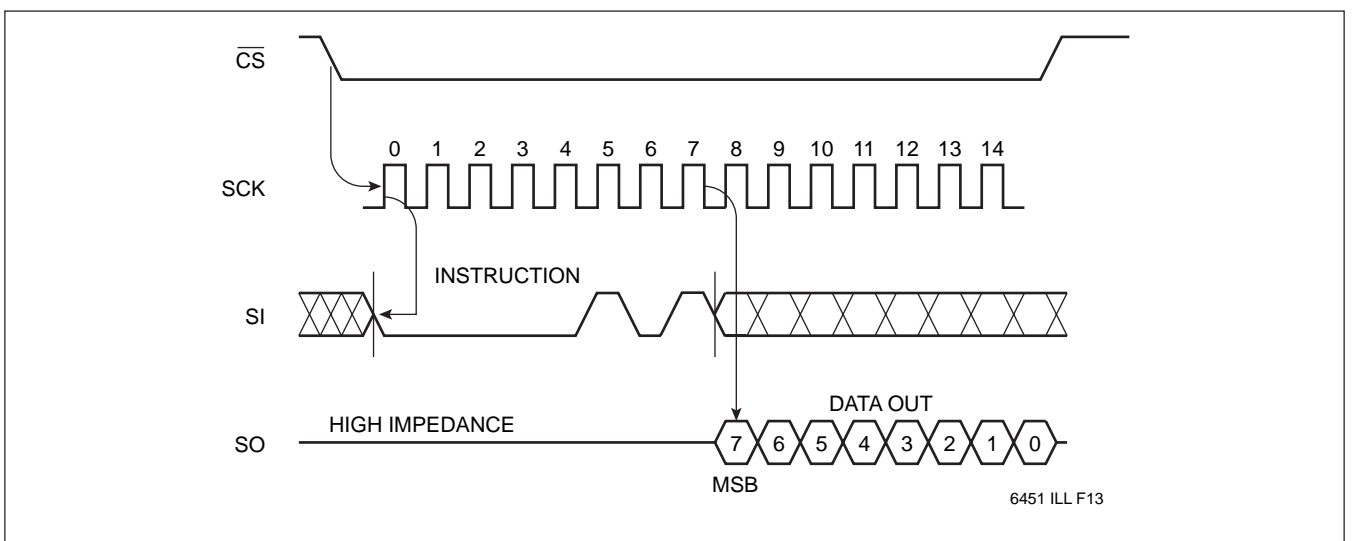 CS
0 1 2 3 4 5 6 7 8 9 10 11 12 13 14
SCK
INSTRUCTION
SI
DATA OUT
HIGH IMPEDANCE
SO
7 6 5 4 3 2 1 0
MSB
6451 ILL F13